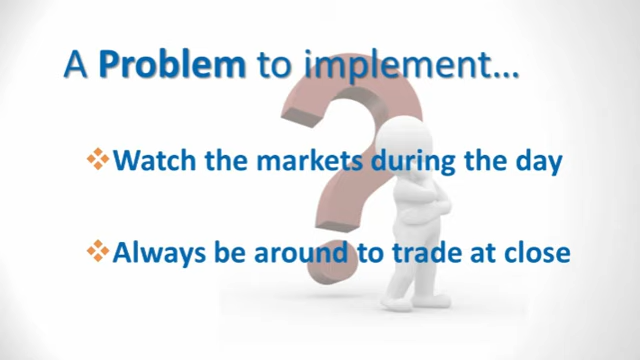 A Problem to implement...
Watch the markets during the day
Always be around to trade at close